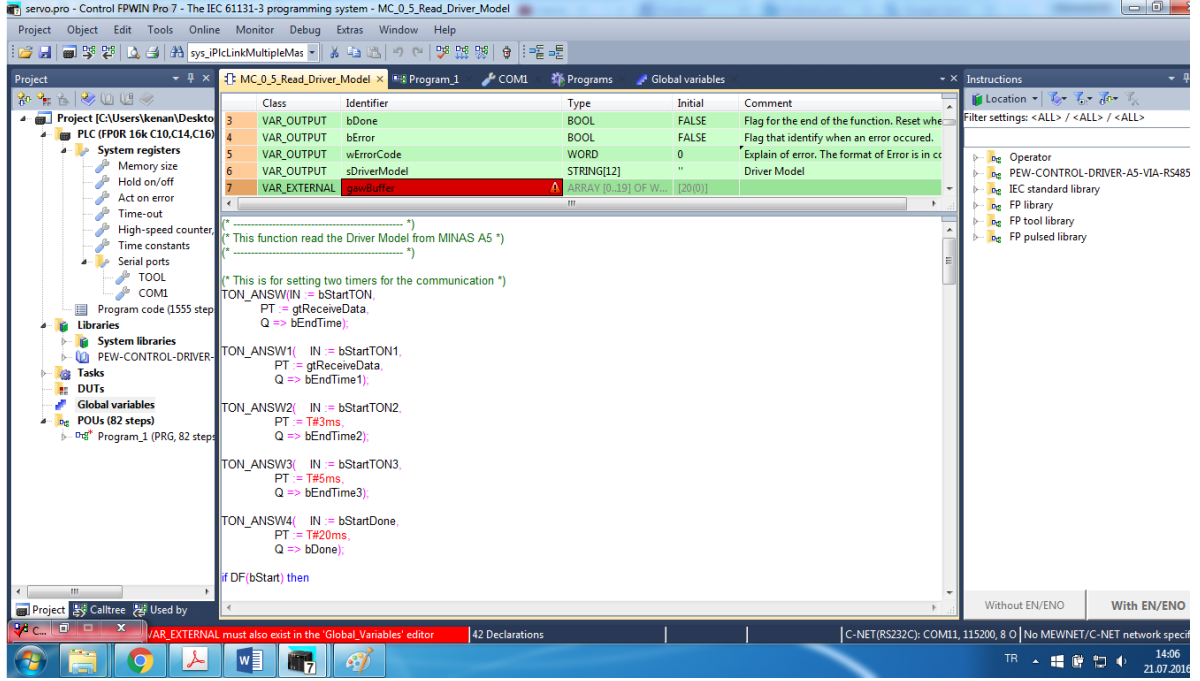 servo.pro - Control FPWIN Pro 7 - The IEC 61131-3 programming system - MC_0_5_Read_Driver_Model
Project Object Edit Tools Online Monitor Debug Extras Window Help
sys_iPlcLinkMultipleMas
Project
Project [C:\Users\kenan\Deskto
PLC (FP0R 16k C10,C14,C16)
System registers
Memory size
Hold on/off
Act on error
Time-out
High-speed counter,
Time constants
Serial ports
TOOL
COM1
Program code (1555 step
Libraries
System libraries
PEW-CONTROL-DRIVER-
Tasks
DUTs
Global variables
POUs (82 steps)
Program_1 (PRG, 82 steps
Project Calltree Used by
MC_0_5_Read_Driver_Model Program_1 COM1 Programs Global variables
Class Identifier Type Initial Comment
3 VAR_OUTPUT bDone BOOL FALSE Flag for the end of the function. Reset whe
4 VAR_OUTPUT bError BOOL FALSE Flag that identify when an error occured.
5 VAR_OUTPUT wErrorCode WORD 0 Explain of error. The format of Error is in co
6 VAR_OUTPUT sDriverModel STRING[12] '' Driver Model
7 VAR_EXTERNAL gawBuffer ARRAY [0..19] OF W... [20(0)]
(* ------------------------------------------------ *)
(* This function read the Driver Model from MINAS A5 *)
(* ------------------------------------------------ *)
(* This is for setting two timers for the communication *)
TON_ANSW(IN := bStartTON,
PT := gtReceiveData,
Q => bEndTime);
TON_ANSW1( IN := bStartTON1,
PT := gtReceiveData,
Q => bEndTime1);
TON_ANSW2( IN := bStartTON2,
PT := T#3ms,
Q => bEndTime2);
TON_ANSW3( IN := bStartTON3,
PT := T#5ms,
Q => bEndTime3);
TON_ANSW4( IN := bStartDone,
PT := T#20ms,
Q => bDone);
if DF(bStart) then
Instructions
Location
Filter settings: <ALL> / <ALL> / <ALL>
Operator
PEW-CONTROL-DRIVER-A5-VIA-RS485
IEC standard library
FP library
FP tool library
FP pulsed library
Without EN/ENO With EN/ENO
C...
VAR_EXTERNAL must also exist in the 'Global_Variables' editor 42 Declarations C-NET(RS232C): COM11, 115200, 8 O No MEWNET/C-NET network specif
TR 14:06
21.07.2016